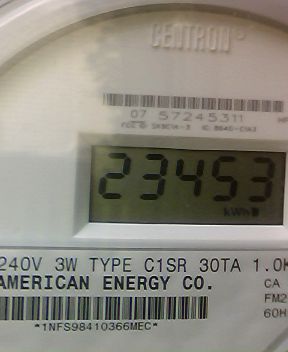 CENTRON®
07 57245311
23453
kWh
240V 3W TYPE C1SR 30TA 1.0K
AMERICAN ENERGY CO.
CA
FM2
60H
*1NFS98410366MEC*